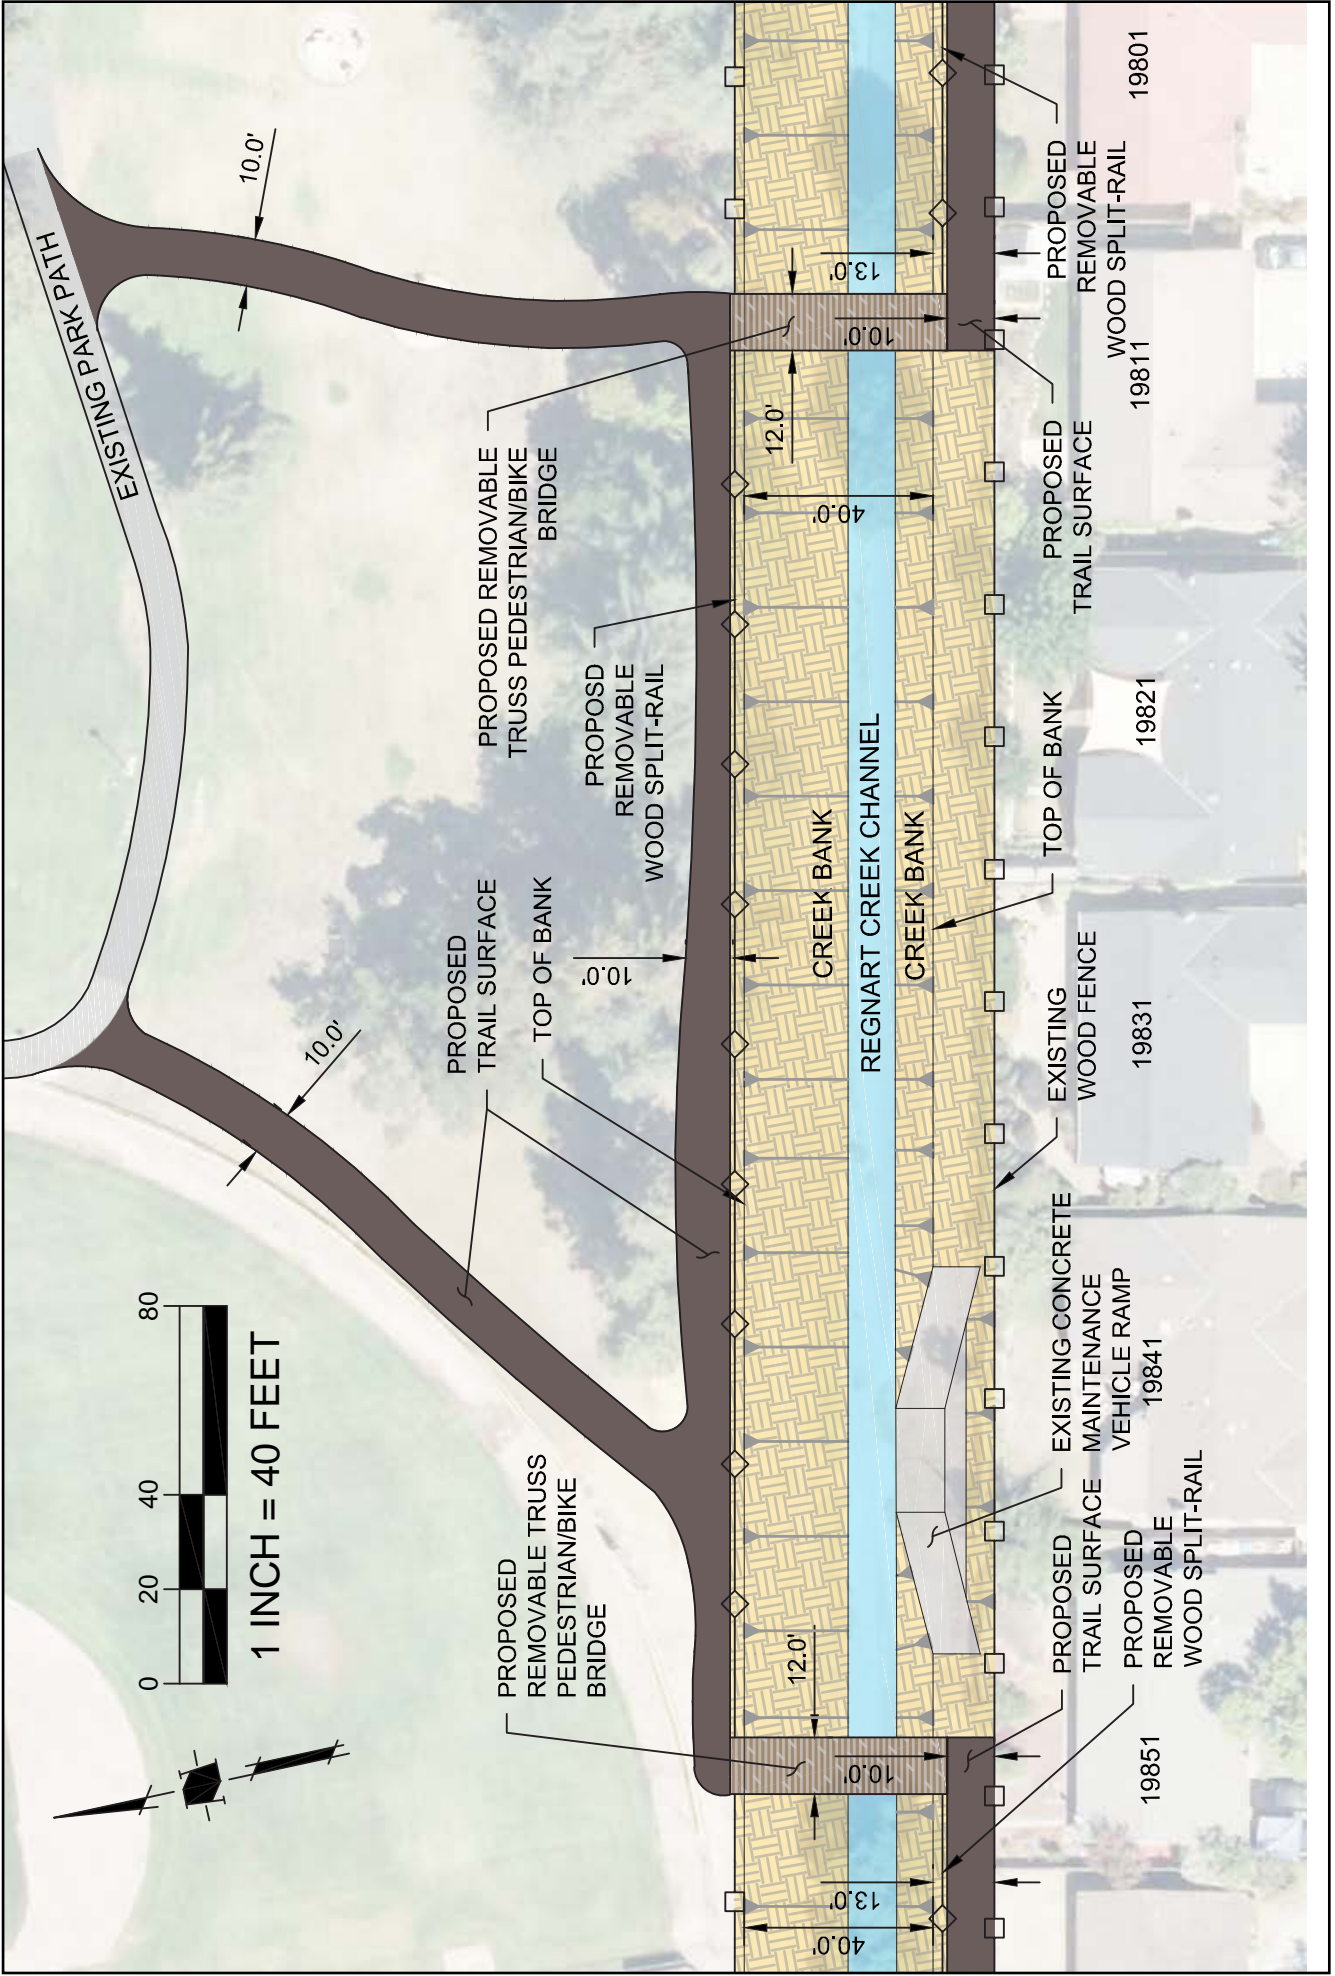 EXISTING PARK PATH
10.0'
10.0'
0
20
40
80
1 INCH = 40 FEET
PROPOSED
REMOVABLE TRUSS
PEDESTRIAN/BIKE
BRIDGE
PROPOSED
TRAIL SURFACE
TOP OF BANK
10.0'
PROPOSD
REMOVABLE
WOOD SPLIT-RAIL
PROPOSED REMOVABLE
TRUSS PEDESTRIAN/BIKE
BRIDGE
40.0'
13.0'
12.0'
10.0'
CREEK BANK
REGNART CREEK CHANNEL
CREEK BANK
40.0'
12.0'
10.0'
13.0'
PROPOSED
TRAIL SURFACE
PROPOSED
REMOVABLE
WOOD SPLIT-RAIL
EXISTING CONCRETE
MAINTENANCE
VEHICLE RAMP
EXISTING
WOOD FENCE
TOP OF BANK
PROPOSED
TRAIL SURFACE
PROPOSED
REMOVABLE
WOOD SPLIT-RAIL
19851
19841
19831
19821
19811
19801